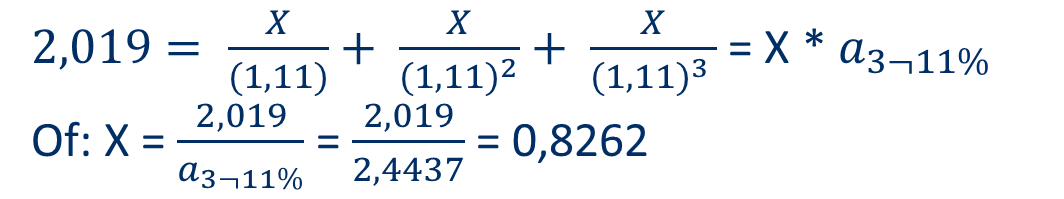 2,019 = X/(1,11) + X/(1,11)² + X/(1,11)³ = X * a₃¬₁₁%
Of: X = 2,019/a₃¬₁₁% = 2,019/2,4437 = 0,8262